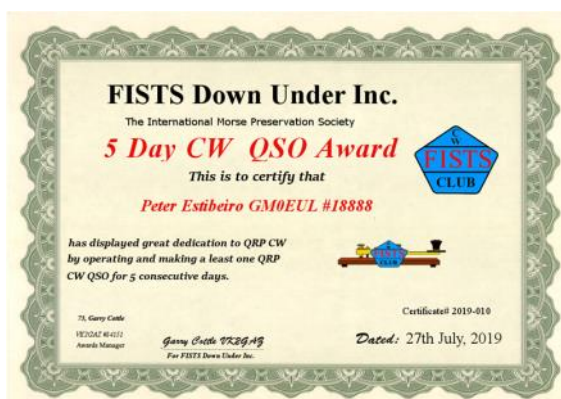 FISTS Down Under Inc.
The International Morse Preservation Society
5 Day CW QSO Award
This is to certify that
Peter Estibeiro GM0EUL #18888
C
W
FISTS
CLUB
has displayed great dedication to QRP CW
by operating and making a least one QRP
CW QSO for 5 consecutive days.
FISTS
CLUB
73, Garry Cottle
Awards Manager
Garry Cottle VK2GAZ
For FISTS Down Under Inc.
Certificate# 2019-010
Dated: 27th July, 2019